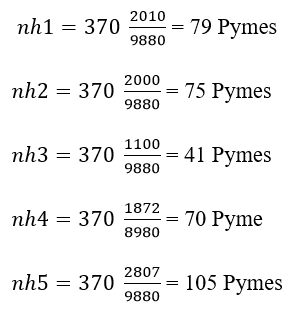 nh1 = 370 2010/9880 = 79 Pymes
nh2 = 370 2000/9880 = 75 Pymes
nh3 = 370 1100/9880 = 41 Pymes
nh4 = 370 1872/8980 = 70 Pyme
nh5 = 370 2807/9880 = 105 Pymes